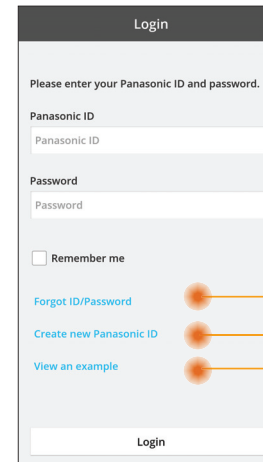 Login
Please enter your Panasonic ID and password.
Panasonic ID
Panasonic ID
Password
Password
Remember me
Forgot ID/Password
Create new Panasonic ID
View an example
Login